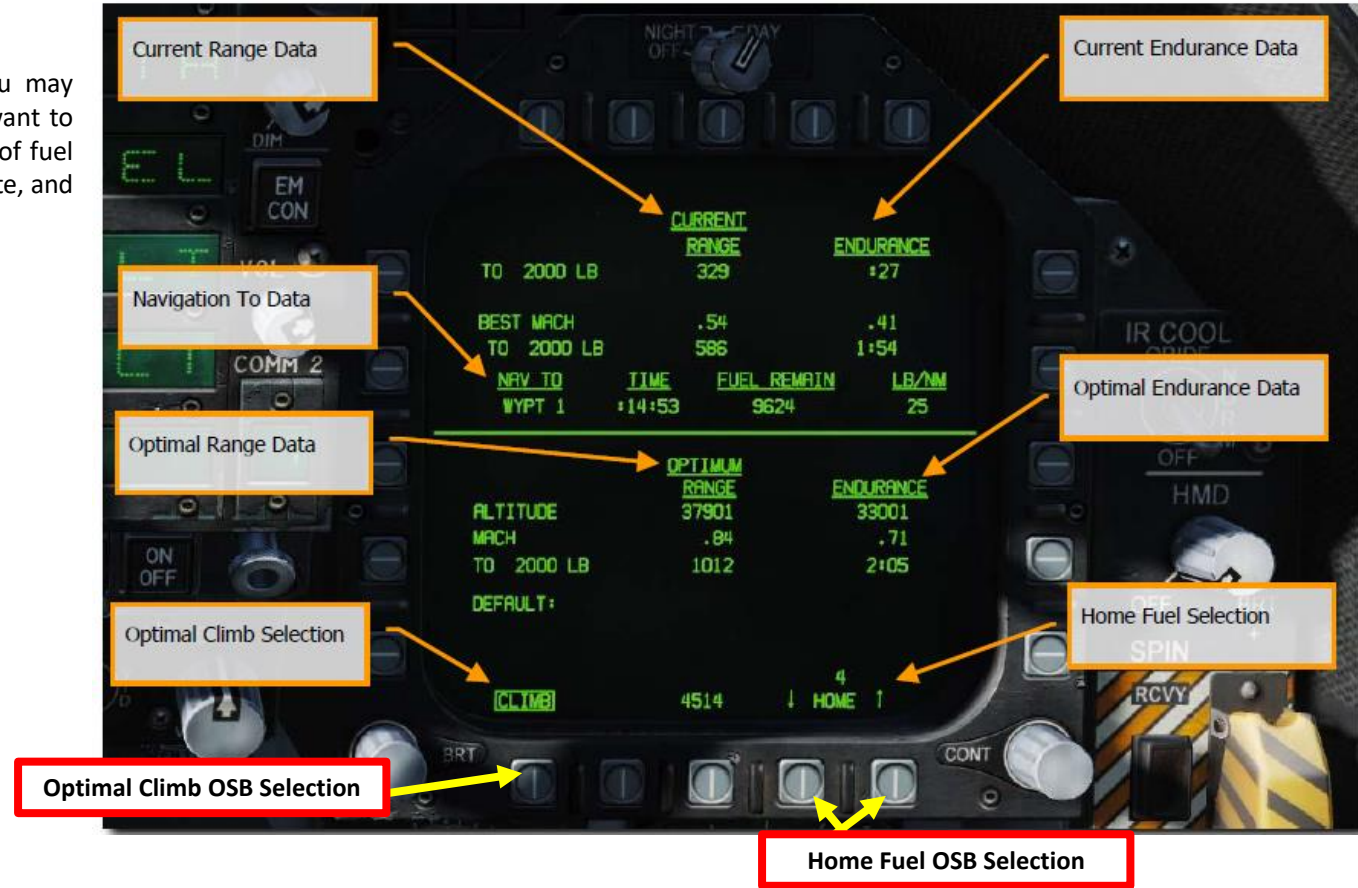 u may
vant to
of fuel
te, and
Current Range Data
Current Endurance Data
NIGHT DAY
OFF
DIM
EL
EM
CON
CURRENT
RANGE ENDURANCE
TO 2000 LB 329 :27
Navigation To Data
BEST MACH .54 .41
TO 2000 LB 586 1:54
IR COOL
COMM 2
NAV TO TIME FUEL REMAIN LB/NM
WYPT 1 :14:53 9624 25
Optimal Endurance Data
Optimal Range Data
OPTIMUM
RANGE ENDURANCE
OFF
HMD
ALTITUDE 37901 33001
MACH .84 .71
TO 2000 LB 1012 2:05
ON
OFF
DEFAULT:
Optimal Climb Selection
Home Fuel Selection
SPIN
4
CLIMB 4514 ↓ HOME ↑
RCVY
BRT
CONT
Optimal Climb OSB Selection
Home Fuel OSB Selection